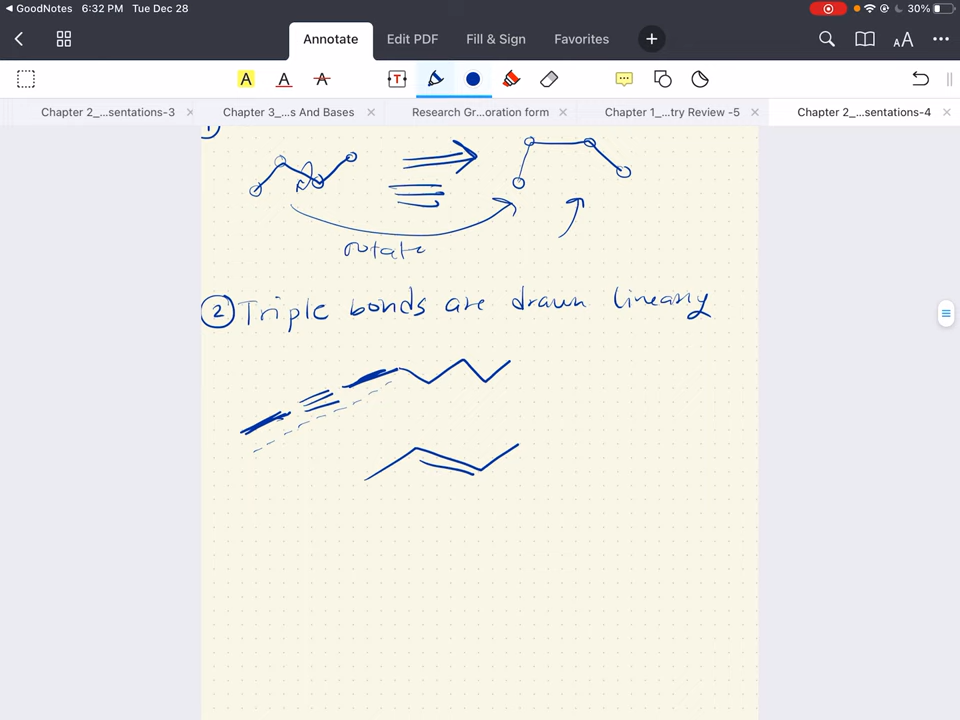 GoodNotes 6:32 PM Tue Dec 28 30%
Annotate Edit PDF Fill & Sign Favorites
Chapter 2_...sentations-3 Chapter 3_...s And Bases Research Gr...oration form Chapter 1_...try Review -5 Chapter 2_...sentations-4
rotate
2 Triple bonds are drawn linearly